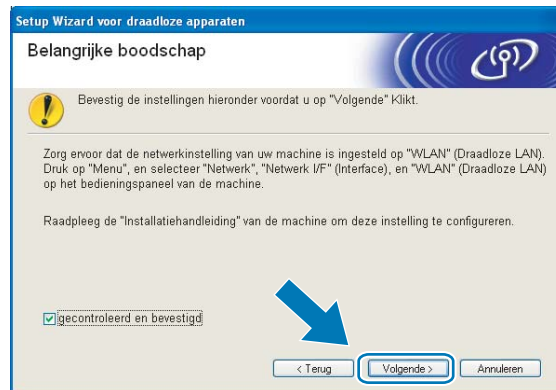 Setup Wizard voor draadloze apparaten
Belangrijke boodschap
Bevestig de instellingen hieronder voordat u op "Volgende" Klikt.
Zorg ervoor dat de netwerkinstelling van uw machine is ingesteld op "WLAN" (Draadloze LAN).
Druk op "Menu", en selecteer "Netwerk", "Netwerk I/F" (Interface), en "WLAN" (Draadloze LAN)
op het bedieningspaneel van de machine.
Raadpleeg de "Installatiehandleiding" van de machine om deze instelling te configureren.
gecontroleerd en bevestigd
< Terug
Volgende >
Annuleren